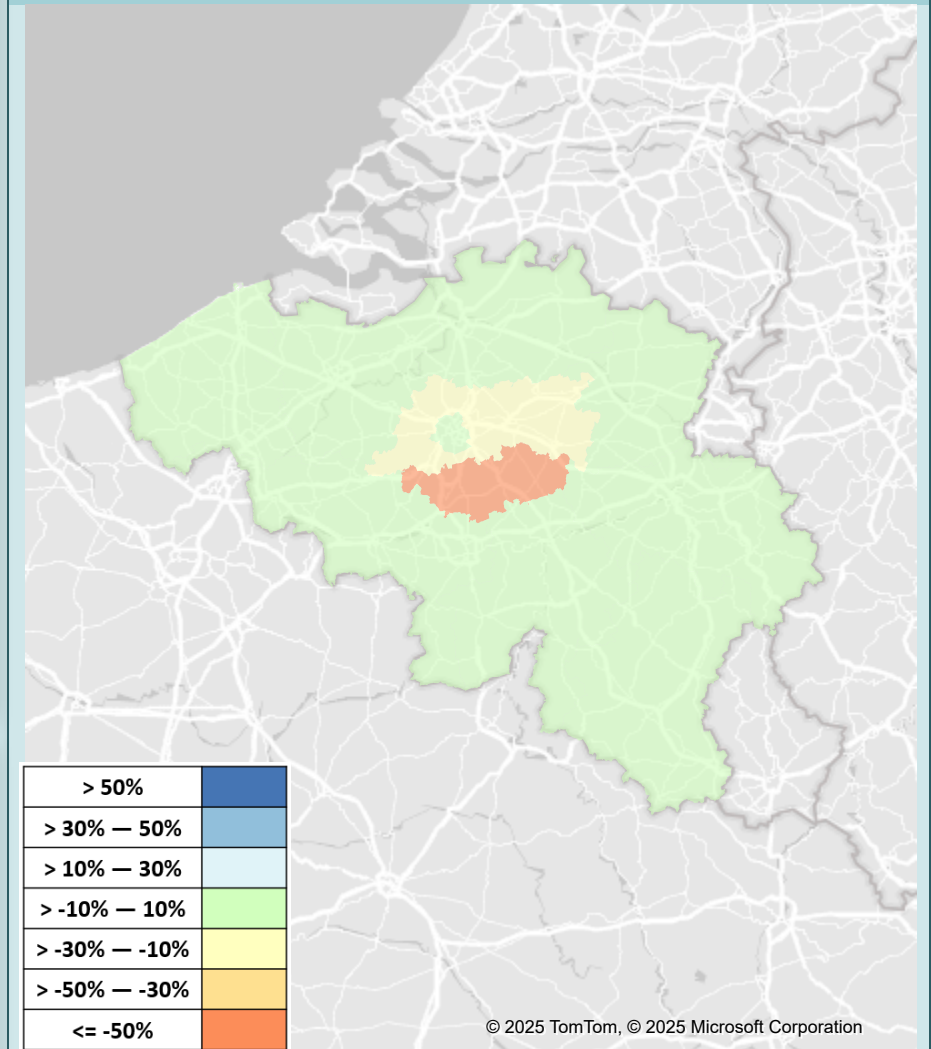 > 50%
> 30% — 50%
> 10% — 30%
> -10% — 10%
> -30% — -10%
> -50% — -30%
<= -50%
© 2025 TomTom, © 2025 Microsoft Corporation